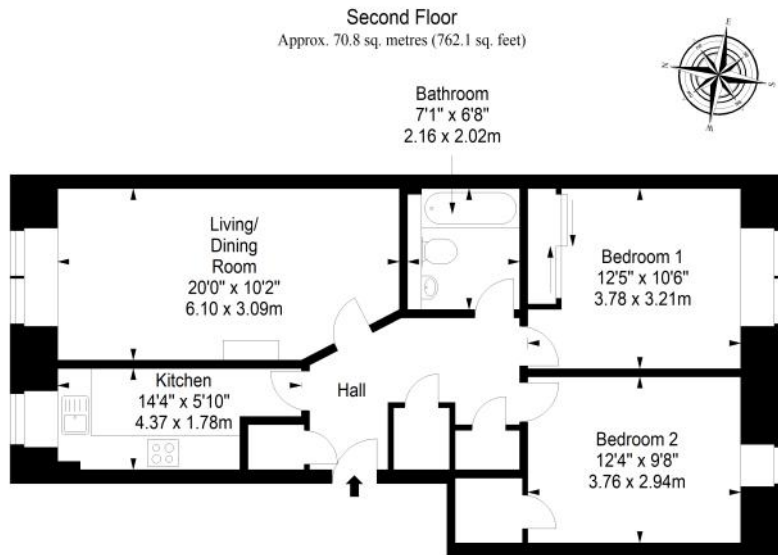 Second Floor
Approx. 70.8 sq. metres (762.1 sq. feet)
E
N
S
W
Bathroom
7'1" x 6'8"
2.16 x 2.02m
Living/
Dining
Room
20'0" x 10'2"
6.10 x 3.09m
Bedroom 1
12'5" x 10'6"
3.78 x 3.21m
Kitchen
14'4" x 5'10"
4.37 x 1.78m
Hall
Bedroom 2
12'4" x 9'8"
3.76 x 2.94m